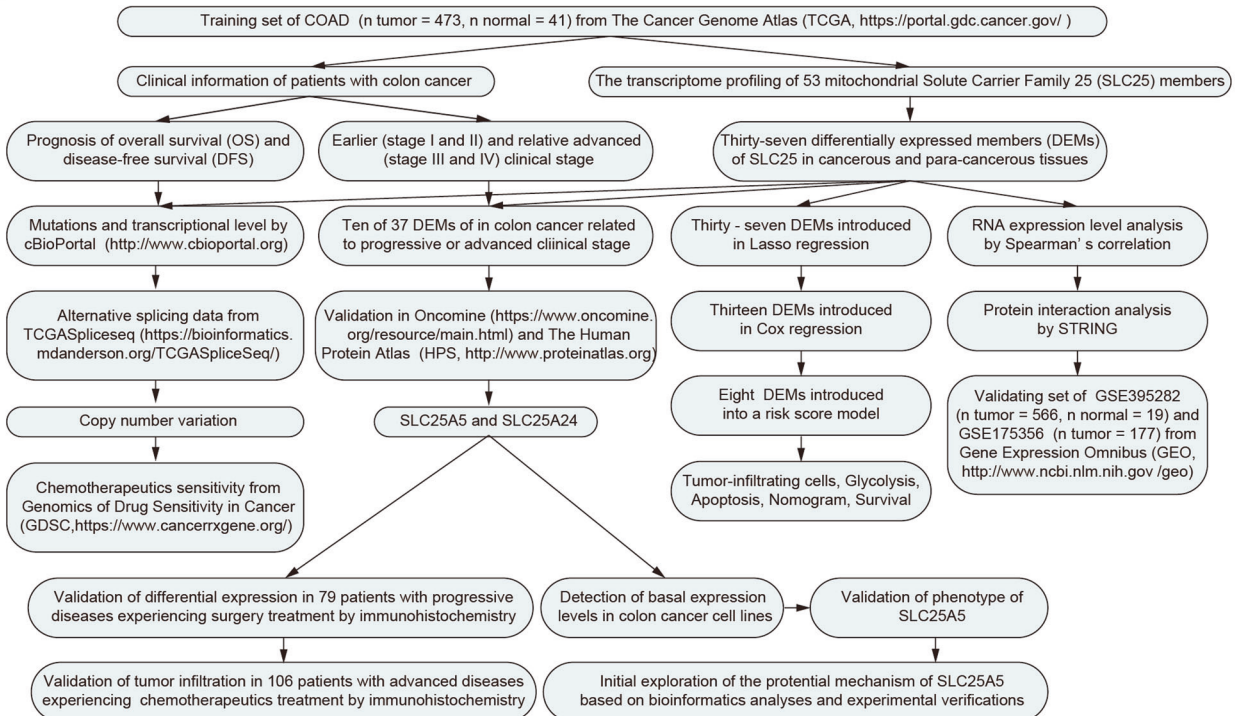 Training set of COAD (n tumor = 473, n normal = 41) from The Cancer Genome Atlas (TCGA, https://portal.gdc.cancer.gov/ )
Clinical information of patients with colon cancer
The transcriptome profiling of 53 mitochondrial Solute Carrier Family 25 (SLC25) members
Prognosis of overall survival (OS) and
disease-free survival (DFS)
Earlier (stage I and II) and relative advanced
(stage III and IV) clinical stage
Thirty-seven differentially expressed members (DEMs)
of SLC25 in cancerous and para-cancerous tissues
Mutations and transcriptional level by
cBioPortal (http://www.cbioportal.org)
Ten of 37 DEMs of in colon cancer related
to progressive or advanced cliinical stage
Thirty - seven DEMs introduced
in Lasso regression
RNA expression level analysis
by Spearman' s correlation
Alternative splicing data from
TCGASpliceseq (https://bioinformatics.
mdanderson.org/TCGASpliceSeq/)
Validation in Oncomine (https://www.oncomine.
org/resource/main.html) and The Human
Protein Atlas (HPS, http://www.proteinatlas.org)
Thirteen DEMs introduced
in Cox regression
Protein interaction analysis
by STRING
Copy number variation
SLC25A5 and SLC25A24
Eight DEMs introduced
into a risk score model
Validating set of GSE395282
(n tumor = 566, n normal = 19) and
GSE175356 (n tumor = 177) from
Gene Expression Omnibus (GEO,
http://www.ncbi.nlm.nih.gov /geo)
Chemotherapeutics sensitivity from
Genomics of Drug Sensitivity in Cancer
(GDSC,https://www.cancerrxgene.org/)
Tumor-infiltrating cells, Glycolysis,
Apoptosis, Nomogram, Survival
Validation of differential expression in 79 patients with progressive
diseases experiencing surgery treatment by immunohistochemistry
Detection of basal expression
levels in colon cancer cell lines
Validation of phenotype of
SLC25A5
Validation of tumor infiltration in 106 patients with advanced diseases
experiencing chemotherapeutics treatment by immunohistochemistry
Initial exploration of the protential mechanism of SLC25A5
based on bioinformatics analyses and experimental verifications